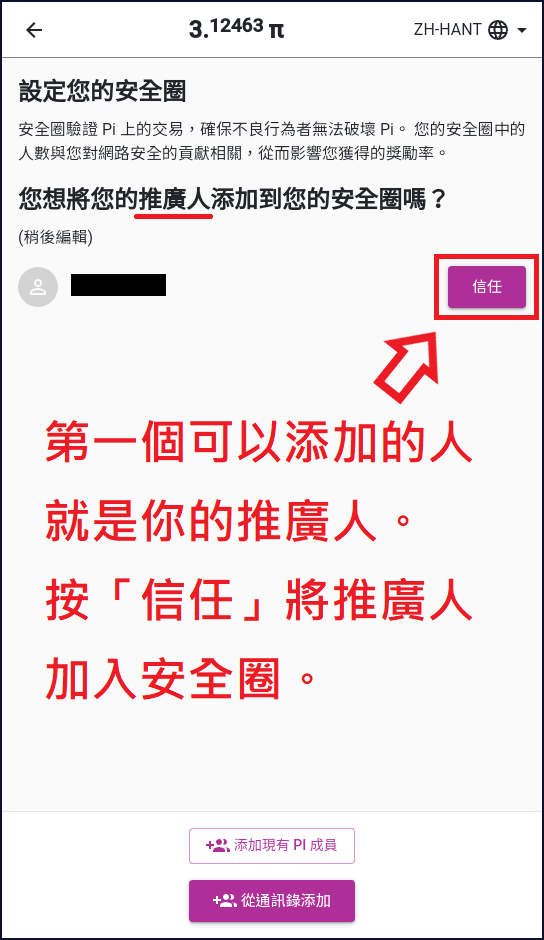 3.12463 π
ZH-HANT
設定您的安全圈
安全圈驗證 Pi 上的交易，確保不良行為者無法破壞 Pi。 您的安全圈中的
人數與您對網路安全的貢獻相關，從而影響您獲得的獎勵率。
您想將您的推廣人添加到您的安全圈嗎？
(稍後編輯)
信任
第一個可以添加的人
就是你的推廣人。
按「信任」將推廣人
加入安全圈。
添加現有 PI 成員
從通訊錄添加